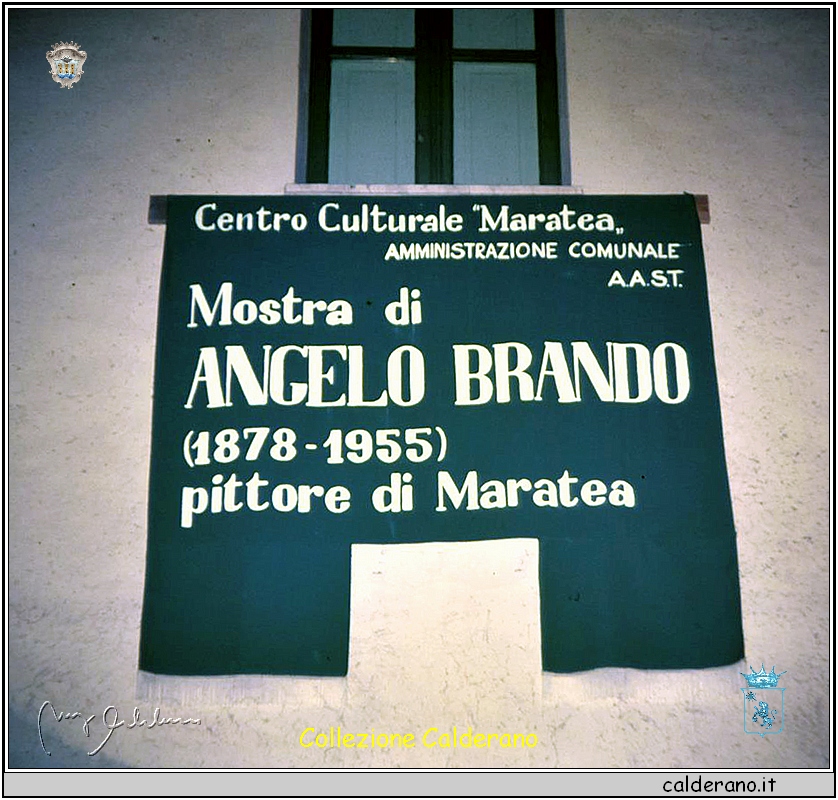 Centro Culturale "Maratea„
AMMINISTRAZIONE COMUNALE
A.A.S.T.
Mostra di
ANGELO BRANDO
(1878-1955)
pittore di Maratea
Collezione Calderano
calderano.it